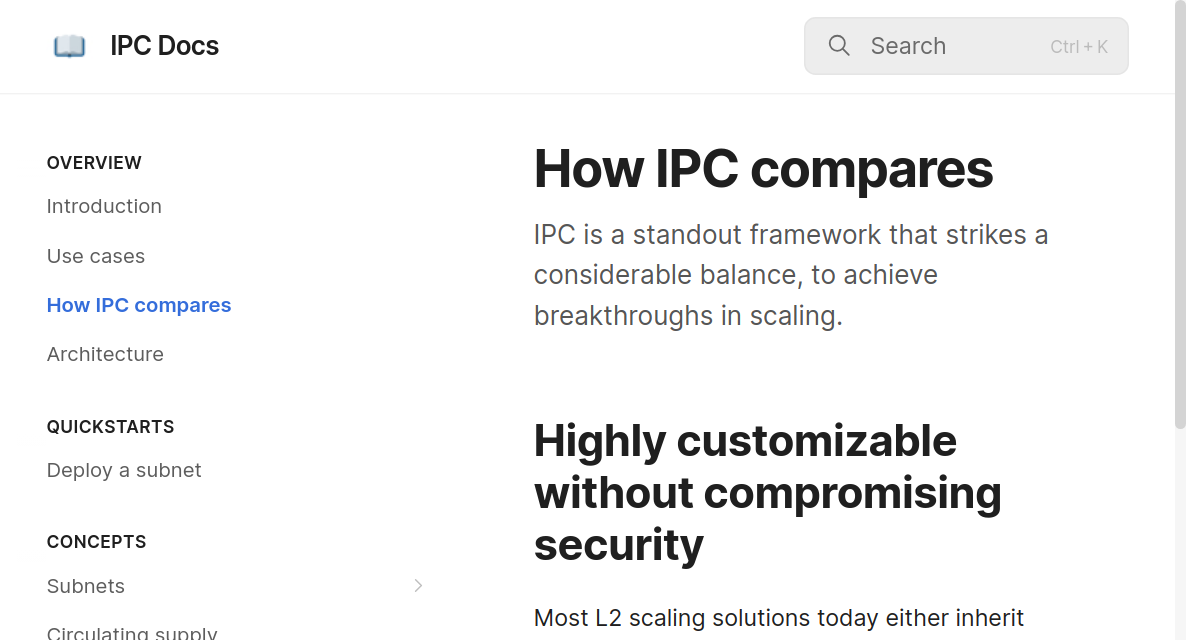 IPC Docs
Search
Ctrl + K
OVERVIEW
Introduction
Use cases
How IPC compares
Architecture
QUICKSTARTS
Deploy a subnet
CONCEPTS
Subnets
Circulating supply
How IPC compares
IPC is a standout framework that strikes a
considerable balance, to achieve
breakthroughs in scaling.
Highly customizable
without compromising
security
Most L2 scaling solutions today either inherit